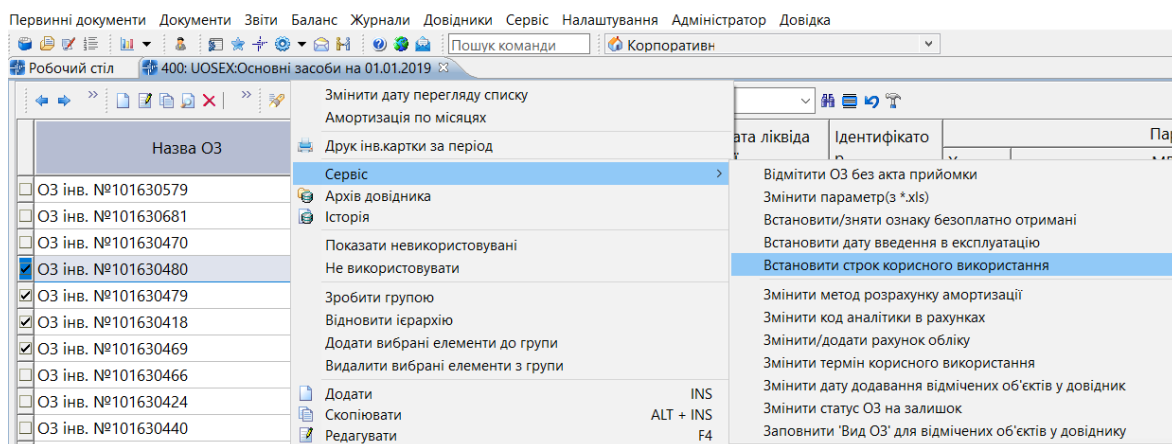 Первинні документи Документи Звіти Баланс Журнали Довідники Сервіс Налаштування Адміністратор Довідка
Пошук команди Корпоративн
Робочий стіл 400: UOSEX:Основні засоби на 01.01.2019
Назва ОЗ
ата ліквіда
Ідентифікато
Пар
ОЗ інв. №101630579
ОЗ інв. №101630681
ОЗ інв. №101630470
ОЗ інв. №101630480
ОЗ інв. №101630479
ОЗ інв. №101630418
ОЗ інв. №101630469
ОЗ інв. №101630466
ОЗ інв. №101630424
ОЗ інв. №101630440
Змінити дату перегляду списку
Амортизація по місяцях
Друк інв.картки за період
Сервіс
Архів довідника
Історія
Показати невикористовувані
Не використовувати
Зробити групою
Відновити ієрархію
Додати вибрані елементи до групи
Видалити вибрані елементи з групи
Додати INS
Скопіювати ALT + INS
Редагувати F4
Відмітити ОЗ без акта прийомки
Змінити параметр(з *.xls)
Встановити/зняти ознаку безоплатно отримані
Встановити дату введення в експлуатацію
Встановити строк корисного використання
Змінити метод розрахунку амортизації
Змінити код аналітики в рахунках
Змінити/додати рахунок обліку
Змінити термін корисного використання
Змінити дату додавання відмічених об'єктів у довідник
Змінити статус ОЗ на залишок
Заповнити 'Вид ОЗ' для відмічених об'єктів у довіднику